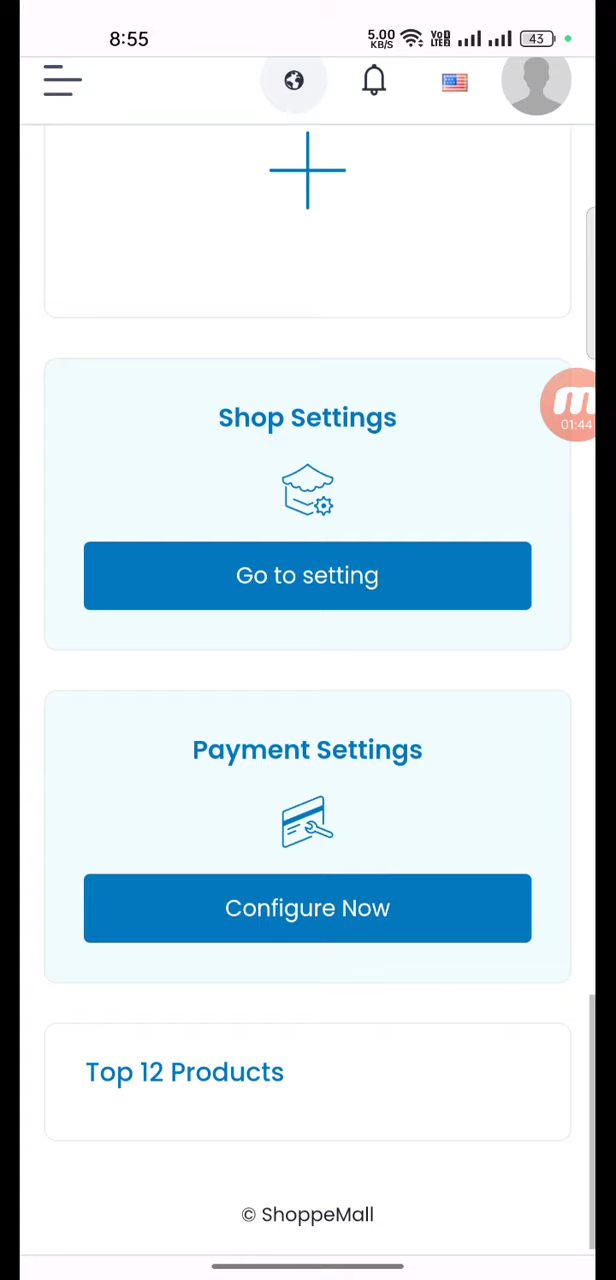 8:55
5.00
KB/S
Vo
LTE
43
Shop Settings
01:44
Go to setting
Payment Settings
Configure Now
Top 12 Products
© ShoppeMall